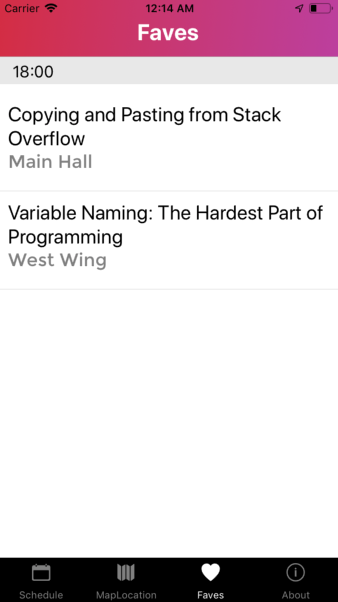 Carrier 12:14 AM
Faves
18:00
Copying and Pasting from Stack
Overflow
Main Hall
Variable Naming: The Hardest Part of
Programming
West Wing
Schedule MapLocation Faves About